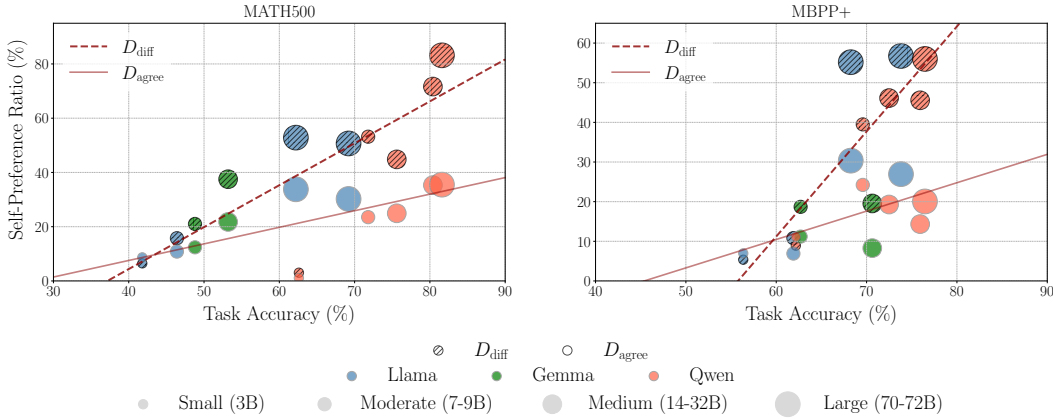 MATH500
MBPP+
Self-Preference Ratio (%)
D_diff
D_agree
80
60
40
20
0
30 40 50 60 70 80 90
Task Accuracy (%)
D_diff
D_agree
60
50
40
30
20
10
0
40 50 60 70 80 90
Task Accuracy (%)
D_diff D_agree
Llama Gemma Qwen
Small (3B) Moderate (7-9B) Medium (14-32B) Large (70-72B)